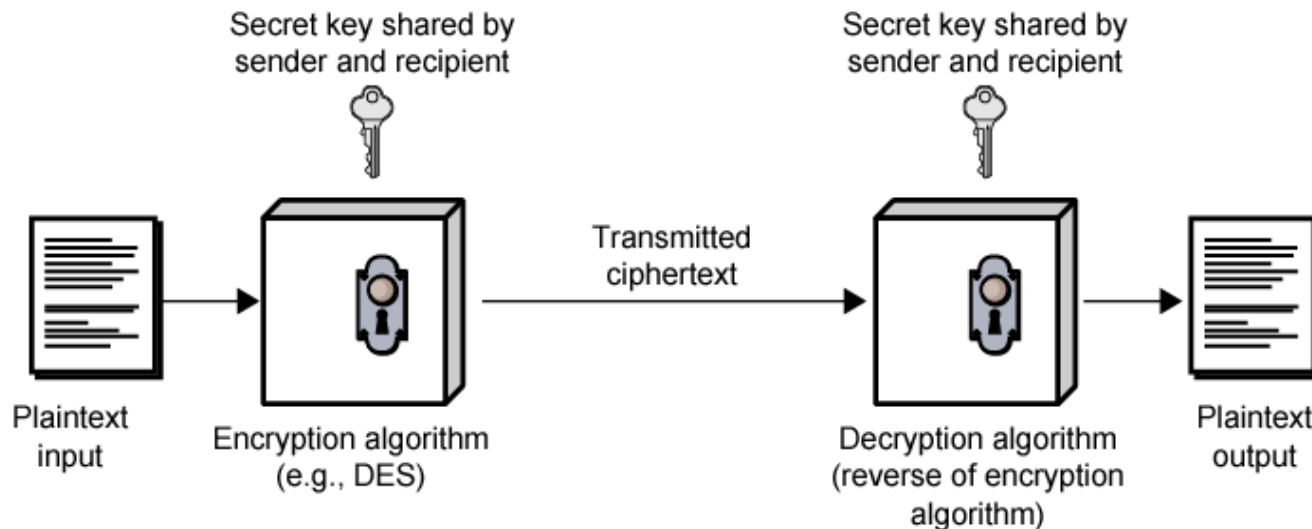 Secret key shared by
sender and recipient
Secret key shared by
sender and recipient
Transmitted
ciphertext
Plaintext
input
Encryption algorithm
(e.g., DES)
Decryption algorithm
(reverse of encryption
algorithm)
Plaintext
output